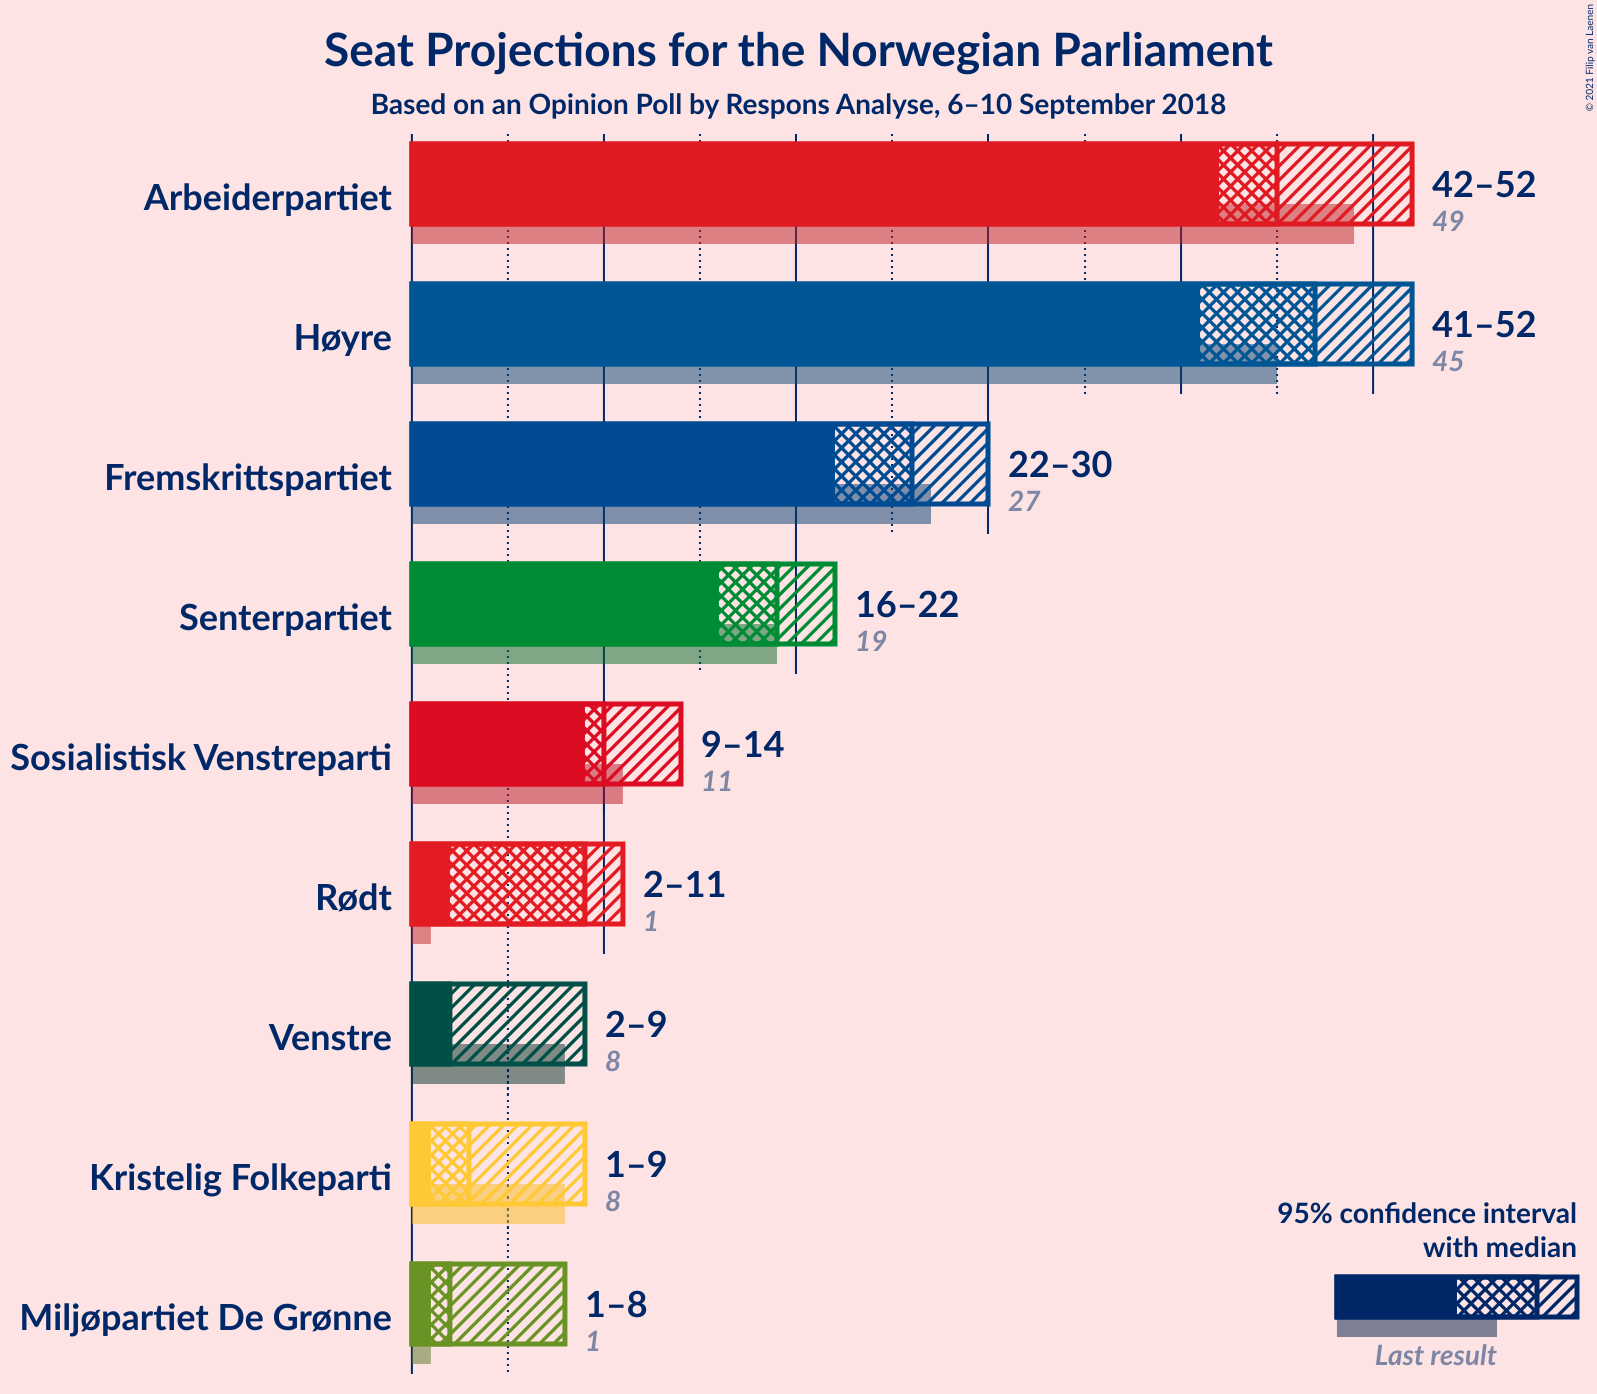 Seat Projections for the Norwegian Parliament
Based on an Opinion Poll by Respons Analyse, 6–10 September 2018
© 2021 Filip van Laenen
Arbeiderpartiet
42–52
49
Høyre
41–52
45
Fremskrittspartiet
22–30
27
Senterpartiet
16–22
19
Sosialistisk Venstreparti
9–14
11
Rødt
2–11
1
Venstre
2–9
8
Kristelig Folkeparti
1–9
8
Miljøpartiet De Grønne
1–8
1
95% confidence interval
with median
Last result